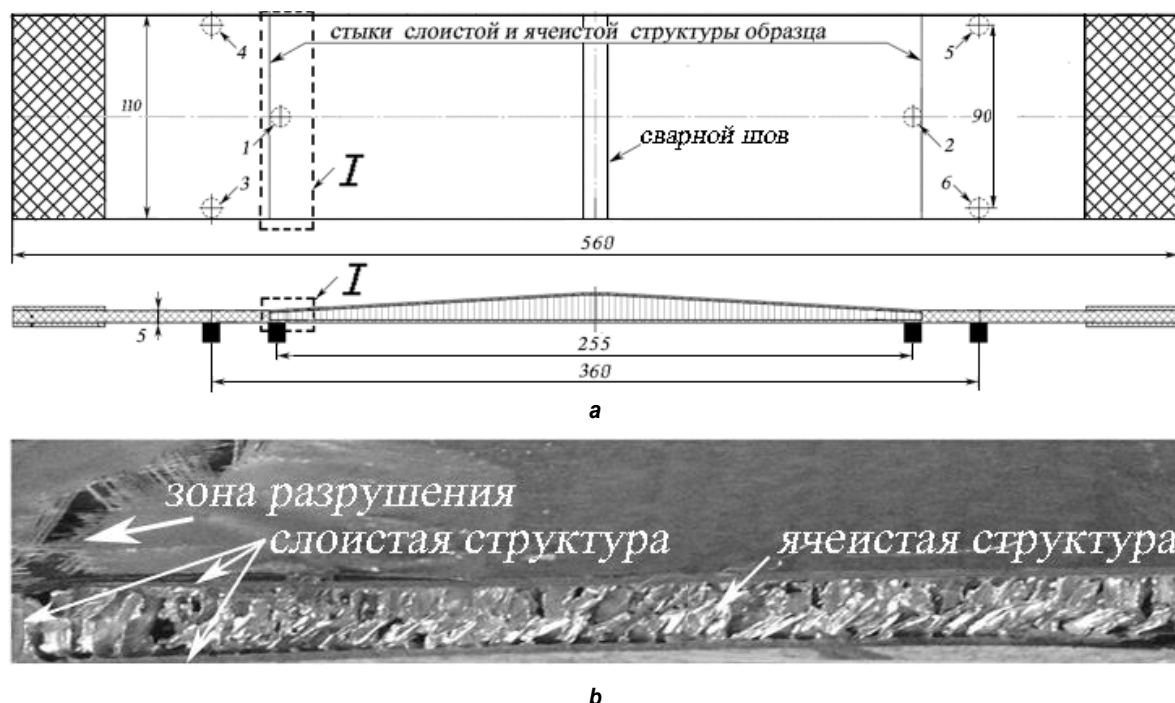 стыки слоистой и ячеистой структуры образца
4
5
110
90
1
2
сварной шов
3
I
6
560
I
5
255
360
a
зона разрушения
слоистая структура
ячеистая структура
b